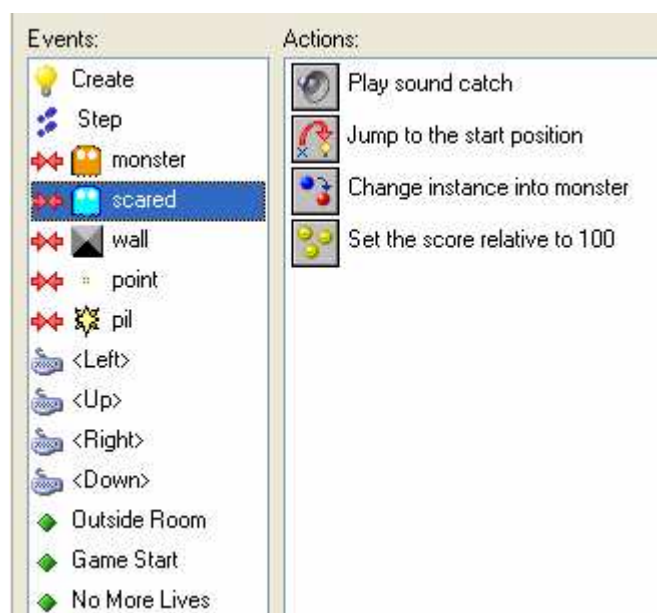 Events:
Create
Step
monster
scared
wall
point
pil
<Left>
<Up>
<Right>
<Down>
Outside Room
Game Start
No More Lives
Actions:
Play sound catch
Jump to the start position
Change instance into monster
Set the score relative to 100